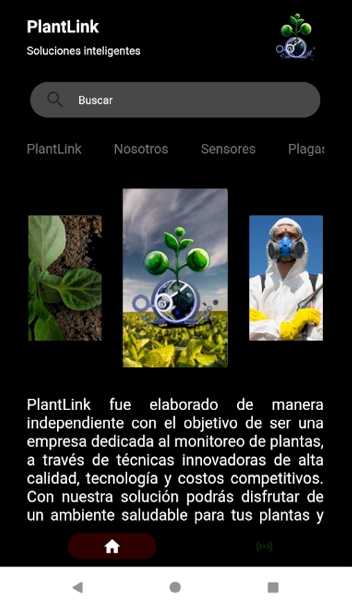 PlantLink
Soluciones inteligentes
Buscar
PlantLink Nosotros Sensores Plagas
PlantLink fue elaborado de manera
independiente con el objetivo de ser una
empresa dedicada al monitoreo de plantas,
a través de técnicas innovadoras de alta
calidad, tecnología y costos competitivos.
Con nuestra solución podrás disfrutar de
un ambiente saludable para tus plantas y